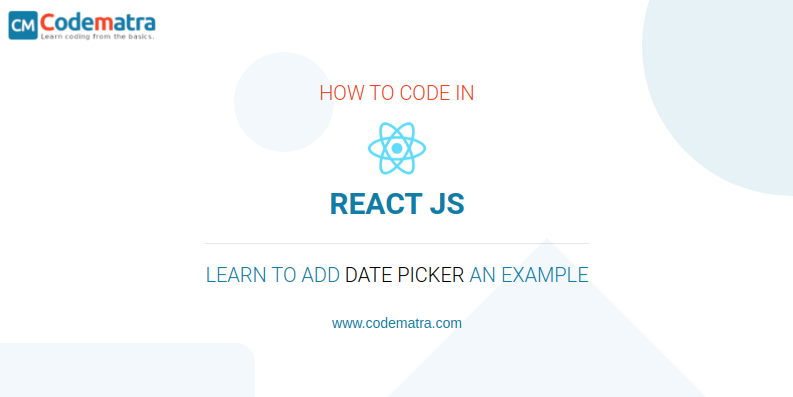 CM Codematra
Learn coding from the basics.
HOW TO CODE IN
REACT JS
LEARN TO ADD DATE PICKER AN EXAMPLE
www.codematra.com